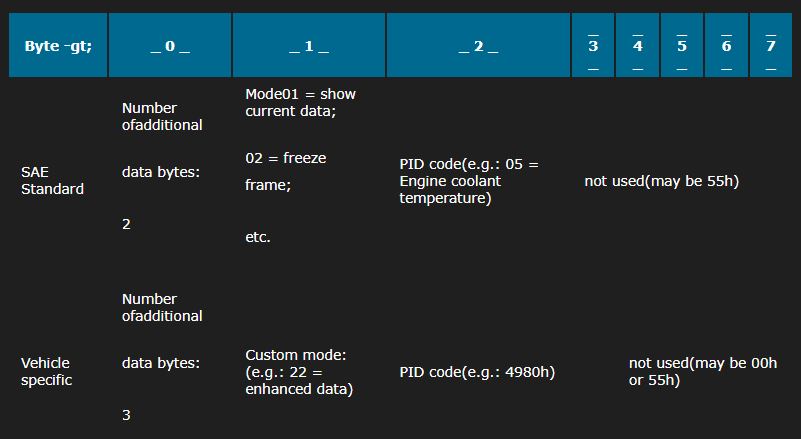 Byte -gt; _ 0 _ _ 1 _ _ 2 _ _ 3 _ _ 4 _ _ 5 _ _ 6 _ _ 7 _
SAE
Standard
Number
ofadditional
data bytes:
2
Mode01 = show
current data;
02 = freeze
frame;
etc.
PID code(e.g.: 05 =
Engine coolant
temperature)
not used(may be 55h)
Vehicle
specific
Number
ofadditional
data bytes:
3
Custom mode:
(e.g.: 22 =
enhanced data)
PID code(e.g.: 4980h)
not used(may be 00h
or 55h)